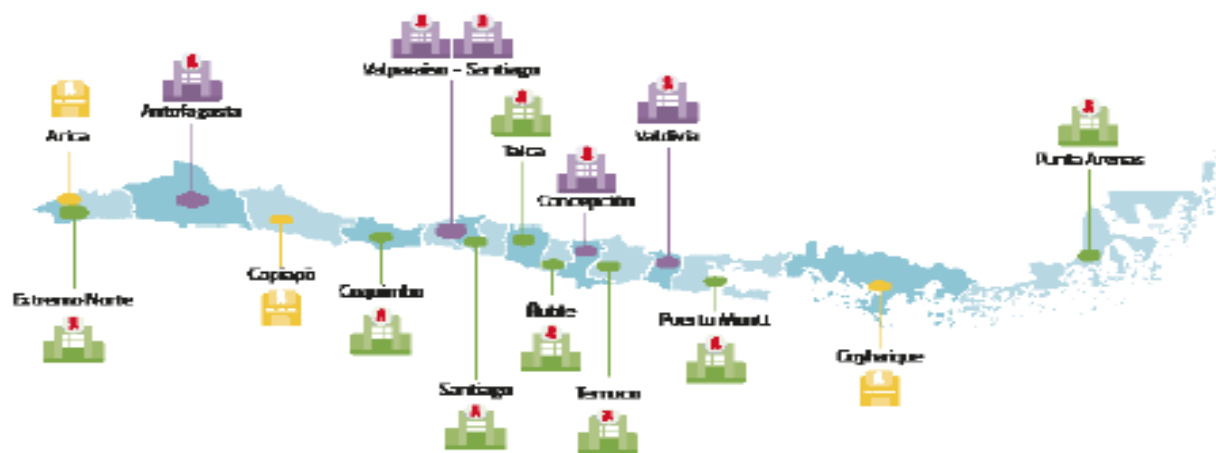 Arica
Antofagasta
Valparaíso - Santiago
Talca
Concepción
Valdivia
Punta Arenas
Extremo Norte
Copiapó
Coquimbo
Santiago
Ñuble
Temuco
Puerto Montt
Coyhaique